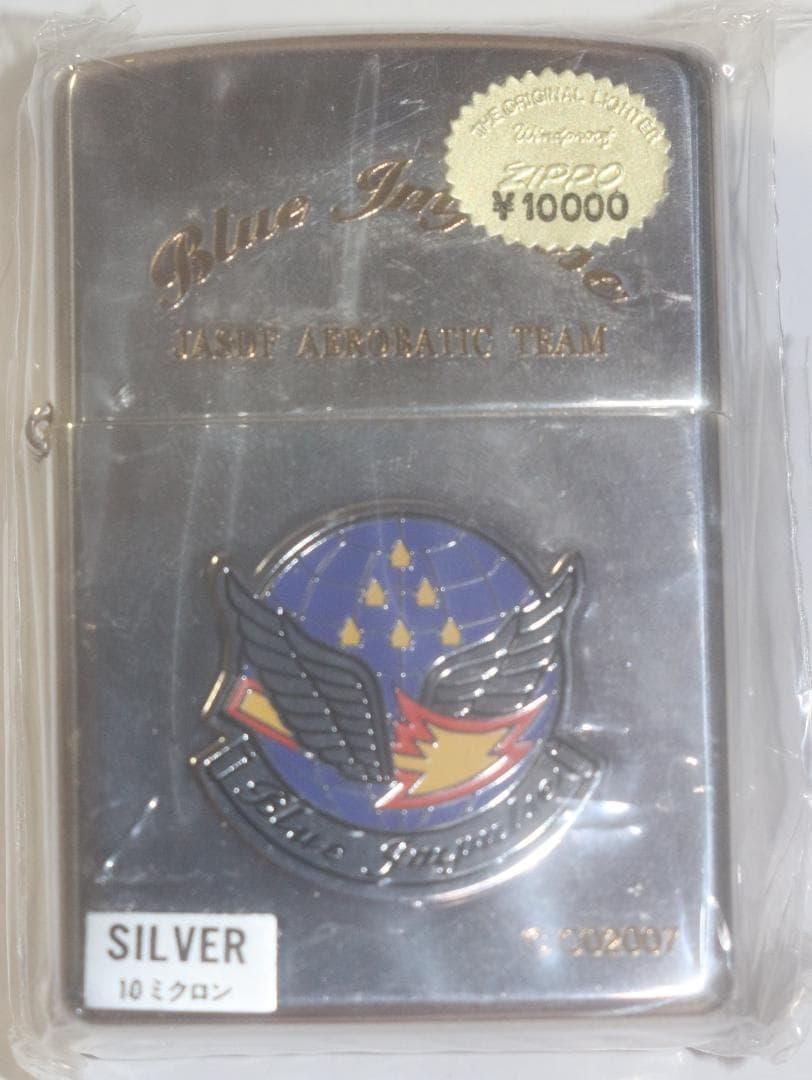 THE ORIGINAL LIGHTER
Windproof
ZIPPO
¥10000
Blue
JASDF AEROBATIC TEAM
Blue Impulse
002007
SILVER
10ミクロン